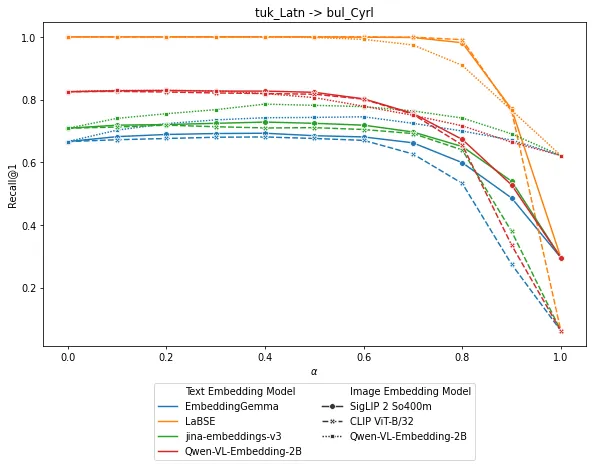 tuk_Latn -> bul_Cyrl
Recall@1
1.0
0.8
0.6
0.4
0.2
0.0 0.2 0.4 0.6 0.8 1.0
α
Text Embedding Model Image Embedding Model
EmbeddingGemma SigLIP 2 So400m
LaBSE CLIP ViT-B/32
jina-embeddings-v3 Qwen-VL-Embedding-2B
Qwen-VL-Embedding-2B